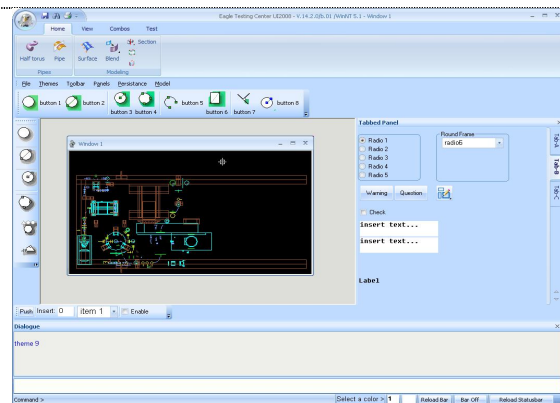 Eagle Testing Center UI2008 - V.14.2.0/b.01 (WinNT 5.1 - Window 1
Home View Combos Test
Half torus Pipe Surface Blend Section
Pipes Modeling
File Themes Toolbar Panels Persistance Model
button 1 button 2 button 3 button 4 button 5 button 6 button 7 button 8
Tabbed Panel
Window 1
Radio 1
Radio 2
Radio 3
Radio 4
Radio 5
Round Frame
radio6
Tab-A
Tab-B
Tab-C
Warning Question
Check
insert text...
insert text...
Label
Push Insert: 0 item 1 Enable
Dialogue
theme 9
Command > Select a color > 1 Reload Bar Bar Off Reload Statusbar